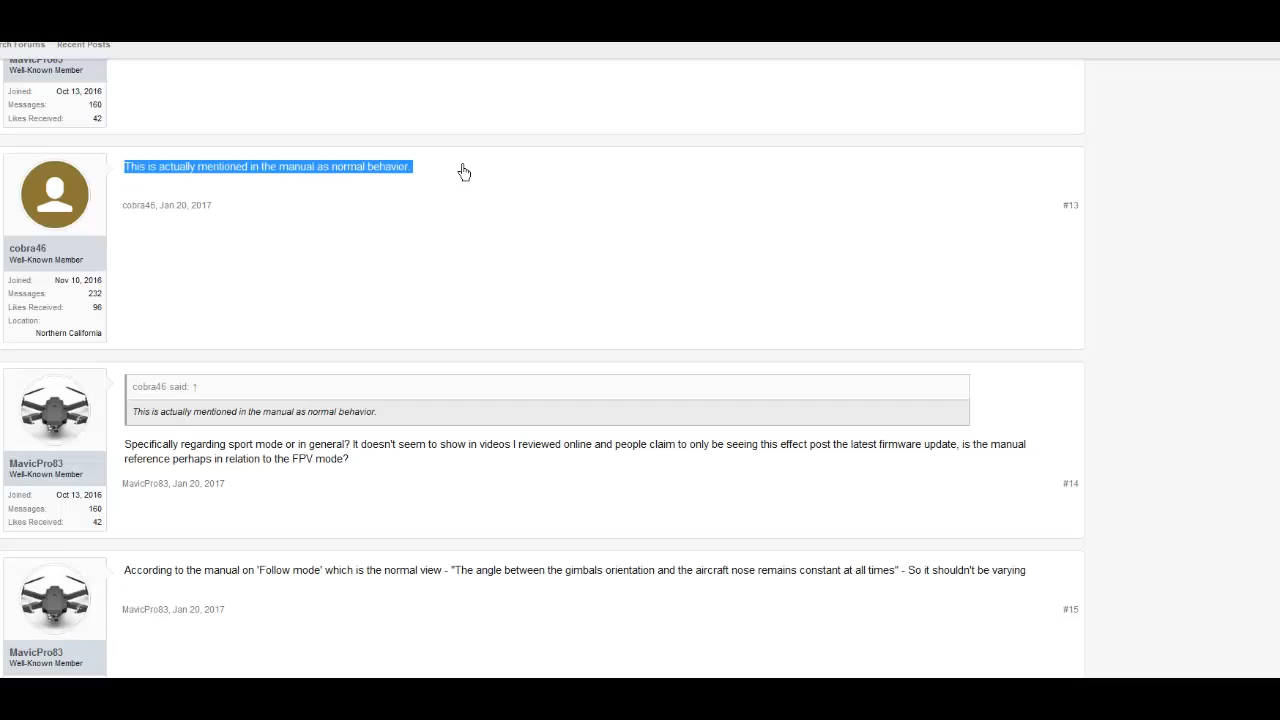 rch Forums Recent Posts
MavicPro83
Well-Known Member
Joined: Oct 13, 2016
Messages: 160
Likes Received: 42
This is actually mentioned in the manual as normal behavior.
cobra46, Jan 20, 2017 #13
cobra46
Well-Known Member
Joined: Nov 10, 2016
Messages: 232
Likes Received: 96
Location:
Northern California
cobra46 said: ↑
This is actually mentioned in the manual as normal behavior.
Specifically regarding sport mode or in general? It doesn't seem to show in videos I reviewed online and people claim to only be seeing this effect post the latest firmware update, is the manual
reference perhaps in relation to the FPV mode?
MavicPro83, Jan 20, 2017 #14
MavicPro83
Well-Known Member
Joined: Oct 13, 2016
Messages: 160
Likes Received: 42
According to the manual on 'Follow mode' which is the normal view - "The angle between the gimbals orientation and the aircraft nose remains constant at all times" - So it shouldn't be varying
MavicPro83, Jan 20, 2017 #15
MavicPro83
Well-Known Member